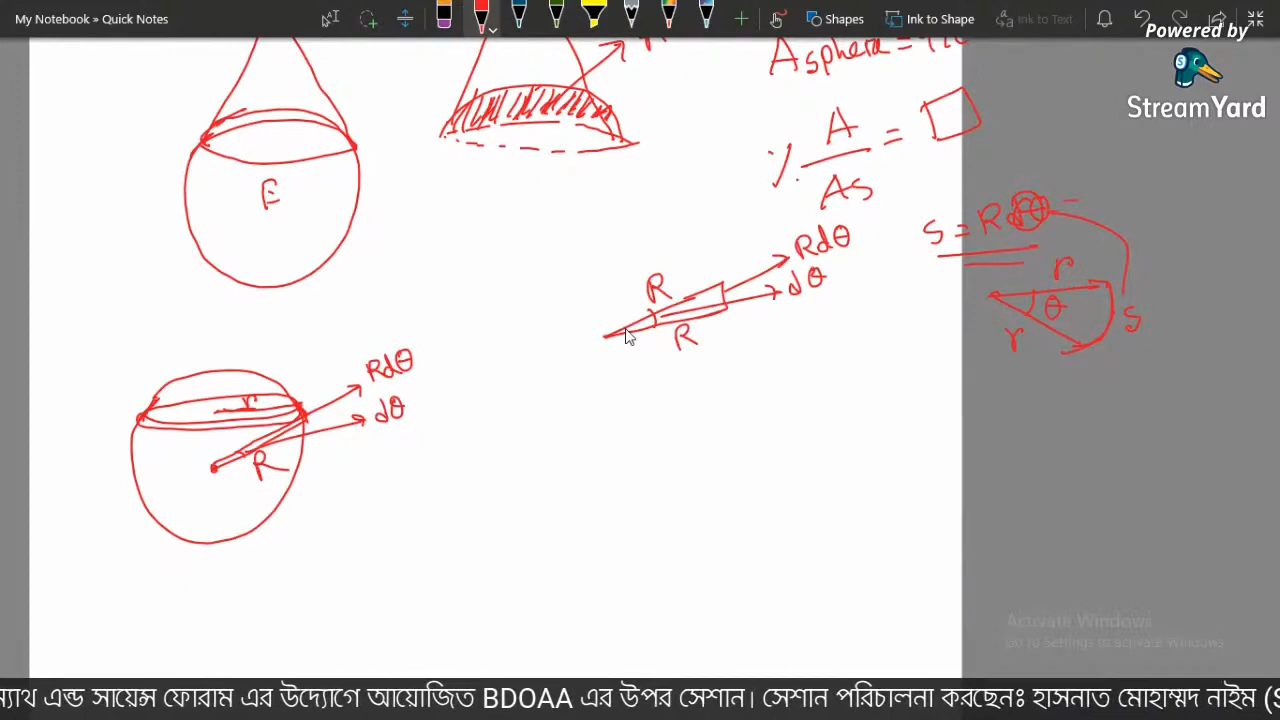 My Notebook » Quick Notes
Shapes
Ink to Shape
Ink to Text
Powered by
StreamYard
A sphere =
E
% A/As =
S = Rdθ
Rdθ
dθ
R
R
r
θ
r
S
Rdθ
dθ
r
R
Activate Windows
Go to Settings to activate Windows.
ম্যাথ এন্ড সায়েন্স ফোরাম এর উদ্যোগে আয়োজিত BDOAA এর উপর সেশান। সেশান পরিচালনা করছেনঃ হাসনাত মোহাম্মদ নাইম (S